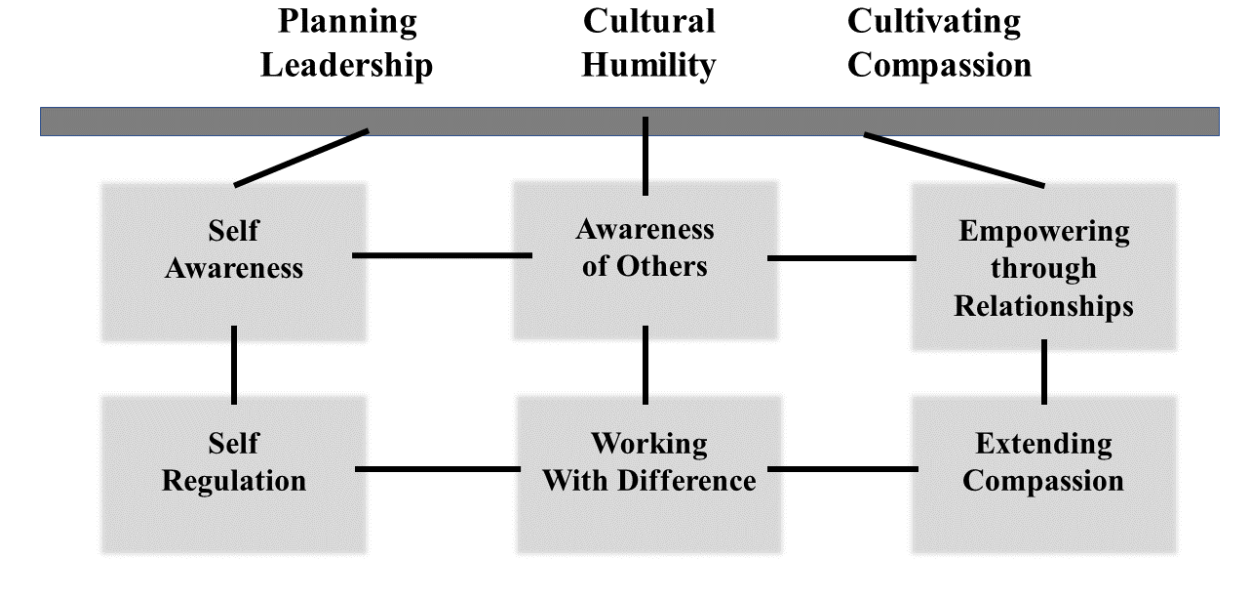 Planning
Leadership
Cultural
Humility
Cultivating
Compassion
Self
Awareness
Awareness
of Others
Empowering
through
Relationships
Self
Regulation
Working
With Difference
Extending
Compassion